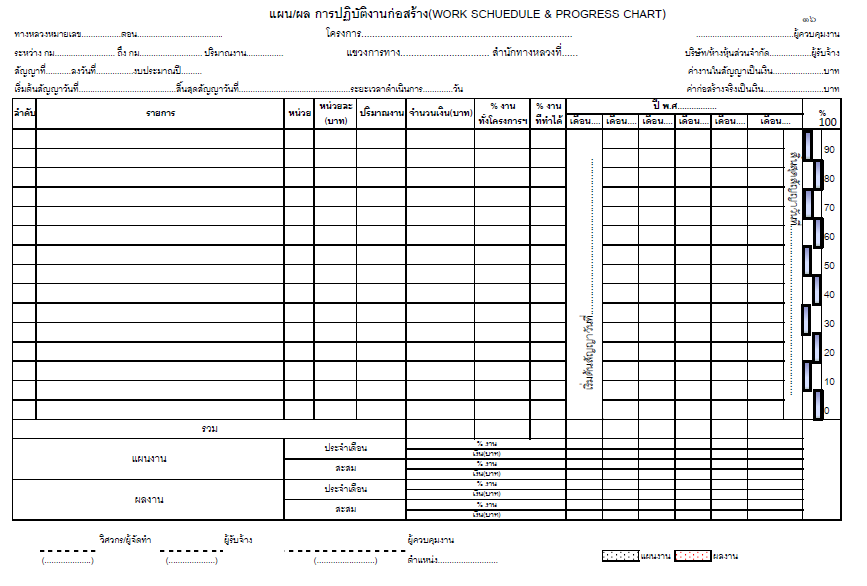 แผน/ผล การปฏิบัติงานก่อสร้าง(WORK SCHUEDULE & PROGRESS CHART)
๑๖
ทางหลวงหมายเลข...............ตอน................................ โครงการ............................................................ ...................................ผู้ควบคุมงาน
ระหว่าง กม..................... ถึง กม...................... ปริมาณงาน............. แขวงการทาง.............................. สำนักทางหลวงที่...... บริษัท/ห้างหุ้นส่วนจำกัด...............ผู้รับจ้าง
สัญญาที่..........ลงวันที่..............งบประมาณปี........ ค่างานในสัญญาเป็นเงิน...................บาท
เริ่มต้นสัญญาวันที่....................................สิ้นสุดสัญญาวันที่.........................................ระยะเวลาดำเนินการ...........วัน ค่าก่อสร้างจริงเป็นเงิน......................บาท
ลำดับ รายการ หน่วย หน่วยละ (บาท) ปริมาณงาน จำนวนเงิน(บาท) % งาน ทั้งโครงการฯ % งาน ที่ทำได้ ปี พ.ศ................ %
เดือน.... เดือน.... เดือน.... เดือน.... เดือน.... เดือน.... 100
90
80
70
60
50
40
30
20
10
0
เริ่มต้นสัญญาวันที่............................................
รวม
แผนงาน ประจำเดือน % งาน
เงิน(บาท)
สะสม % งาน
เงิน(บาท)
ผลงาน ประจำเดือน % งาน
เงิน(บาท)
สะสม % งาน
เงิน(บาท)
วิศวกร/ผู้จัดทำ ผู้รับจ้าง ผู้ควบคุมงาน
(...................) (...................) (........................) ตำแหน่ง........................ แผนงาน ผลงาน